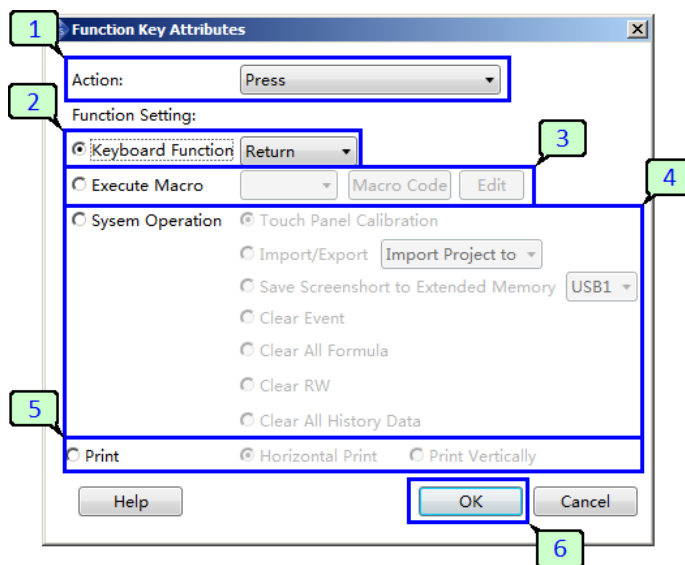 1
Function Key Attributes
Action: Press
2
Function Setting:
3
Keyboard Function Return
4
Execute Macro Macro Code Edit
Sysem Operation Touch Panel Calibration
Import/Export Import Project to
Save Screenshort to Extended Memory USB1
Clear Event
Clear All Formula
Clear RW
5
Clear All History Data
Print Horizontal Print Print Vertically
Help OK Cancel
6